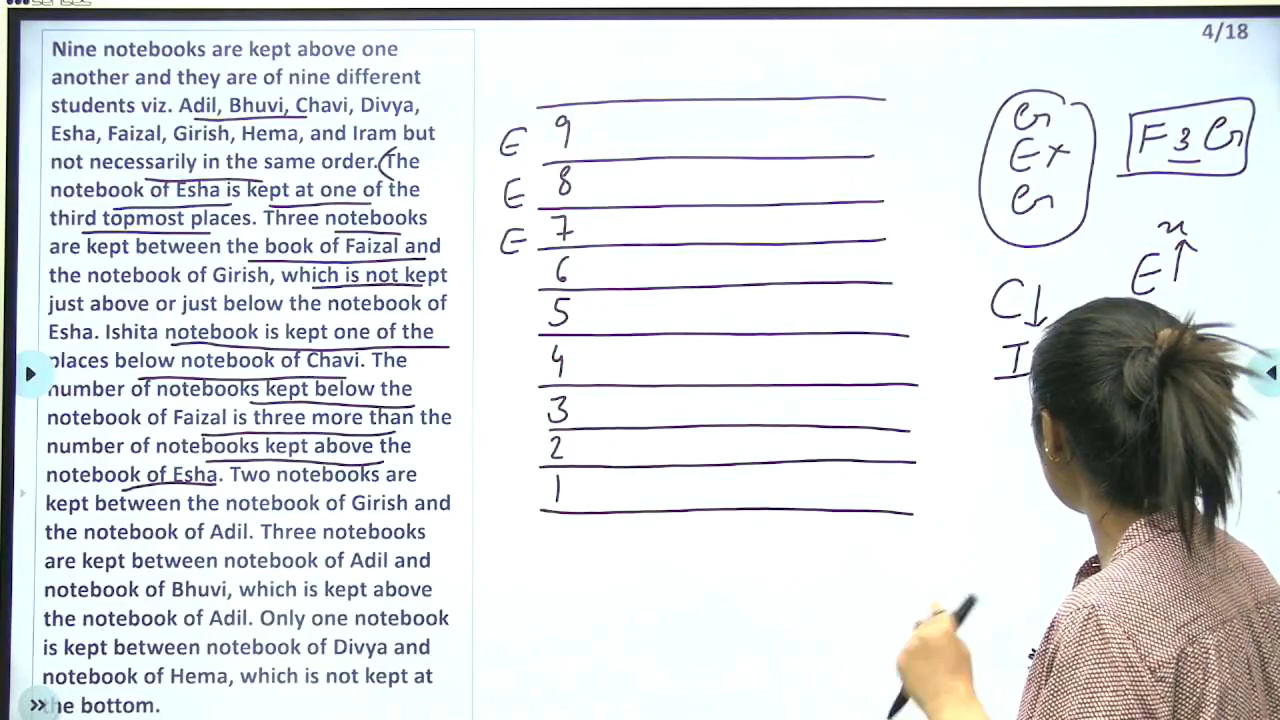 4/18
Nine notebooks are kept above one
another and they are of nine different
students viz. Adil, Bhuvi, Chavi, Divya,
Esha, Faizal, Girish, Hema, and Iram but
not necessarily in the same order. The
notebook of Esha is kept at one of the
third topmost places. Three notebooks
are kept between the book of Faizal and
the notebook of Girish, which is not kept
just above or just below the notebook of
Esha. Ishita notebook is kept one of the
places below notebook of Chavi. The
number of notebooks kept below the
notebook of Faizal is three more than the
number of notebooks kept above the
notebook of Esha. Two notebooks are
kept between the notebook of Girish and
the notebook of Adil. Three notebooks
are kept between notebook of Adil and
notebook of Bhuvi, which is kept above
the notebook of Adil. Only one notebook
is kept between notebook of Divya and
notebook of Hema, which is not kept at
the bottom.
E 9
E 8
E 7
6
5
4
3
2
1
G
E x
G
F 3 G
x
E ↑
C ↓
I